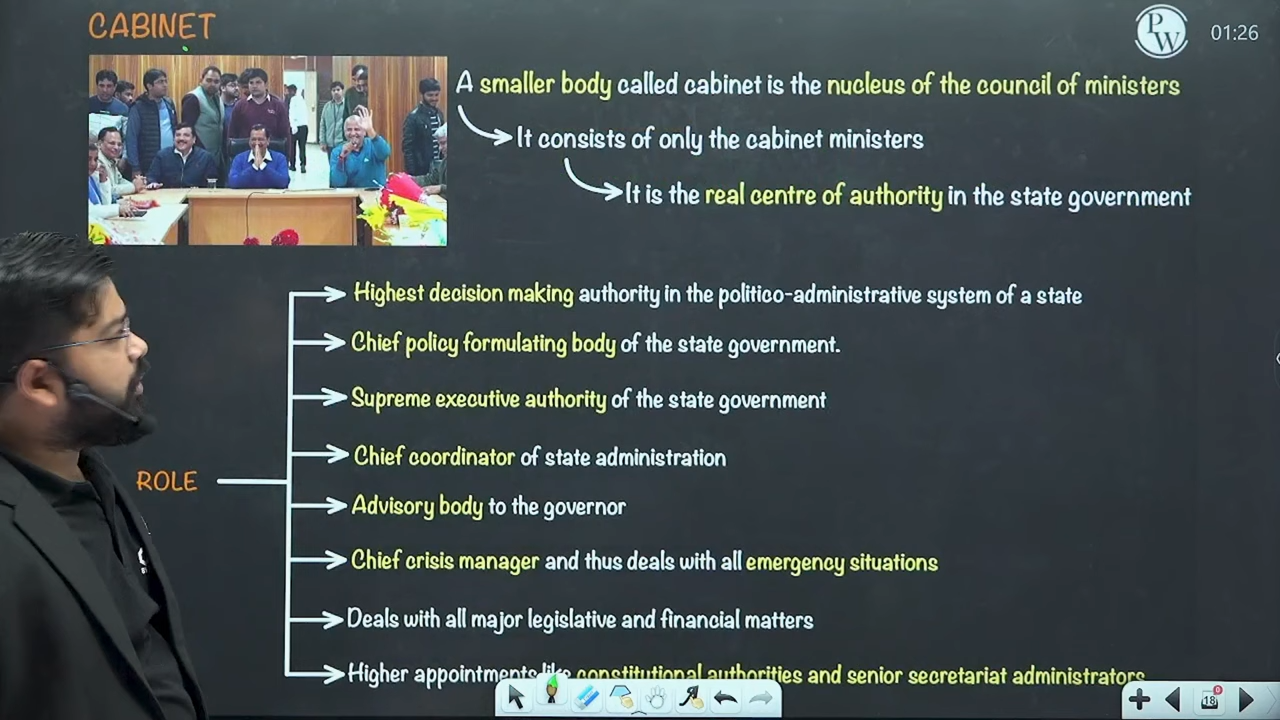 CABINET
PW
01:26
A smaller body called cabinet is the nucleus of the council of ministers
It consists of only the cabinet ministers
It is the real centre of authority in the state government
Highest decision making authority in the politico-administrative system of a state
Chief policy formulating body of the state government.
Supreme executive authority of the state government
Chief coordinator of state administration
ROLE
Advisory body to the governor
Chief crisis manager and thus deals with all emergency situations
Deals with all major legislative and financial matters
Higher appointments like constitutional authorities and senior secretariat administrators
18